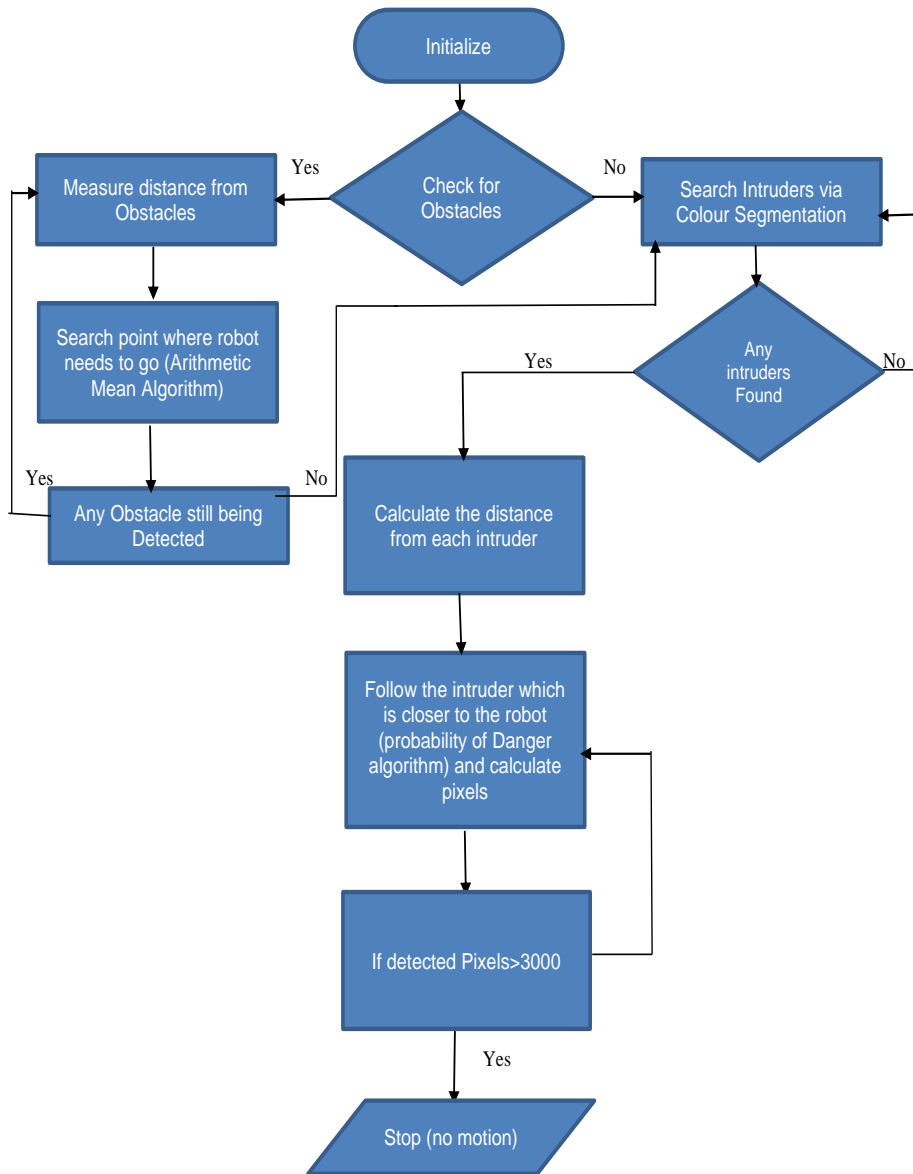 Initialize
Yes
No
Measure distance from
Obstacles
Check for
Obstacles
Search Intruders via
Colour Segmentation
Search point where robot
needs to go (Arithmetic
Mean Algorithm)
Any
intruders
Found
Yes
No
Yes
No
Any Obstacle still being
Detected
Calculate the distance
from each intruder
Follow the intruder which
is closer to the robot
(probability of Danger
algorithm) and calculate
pixels
If detected Pixels>3000
Yes
Stop (no motion)